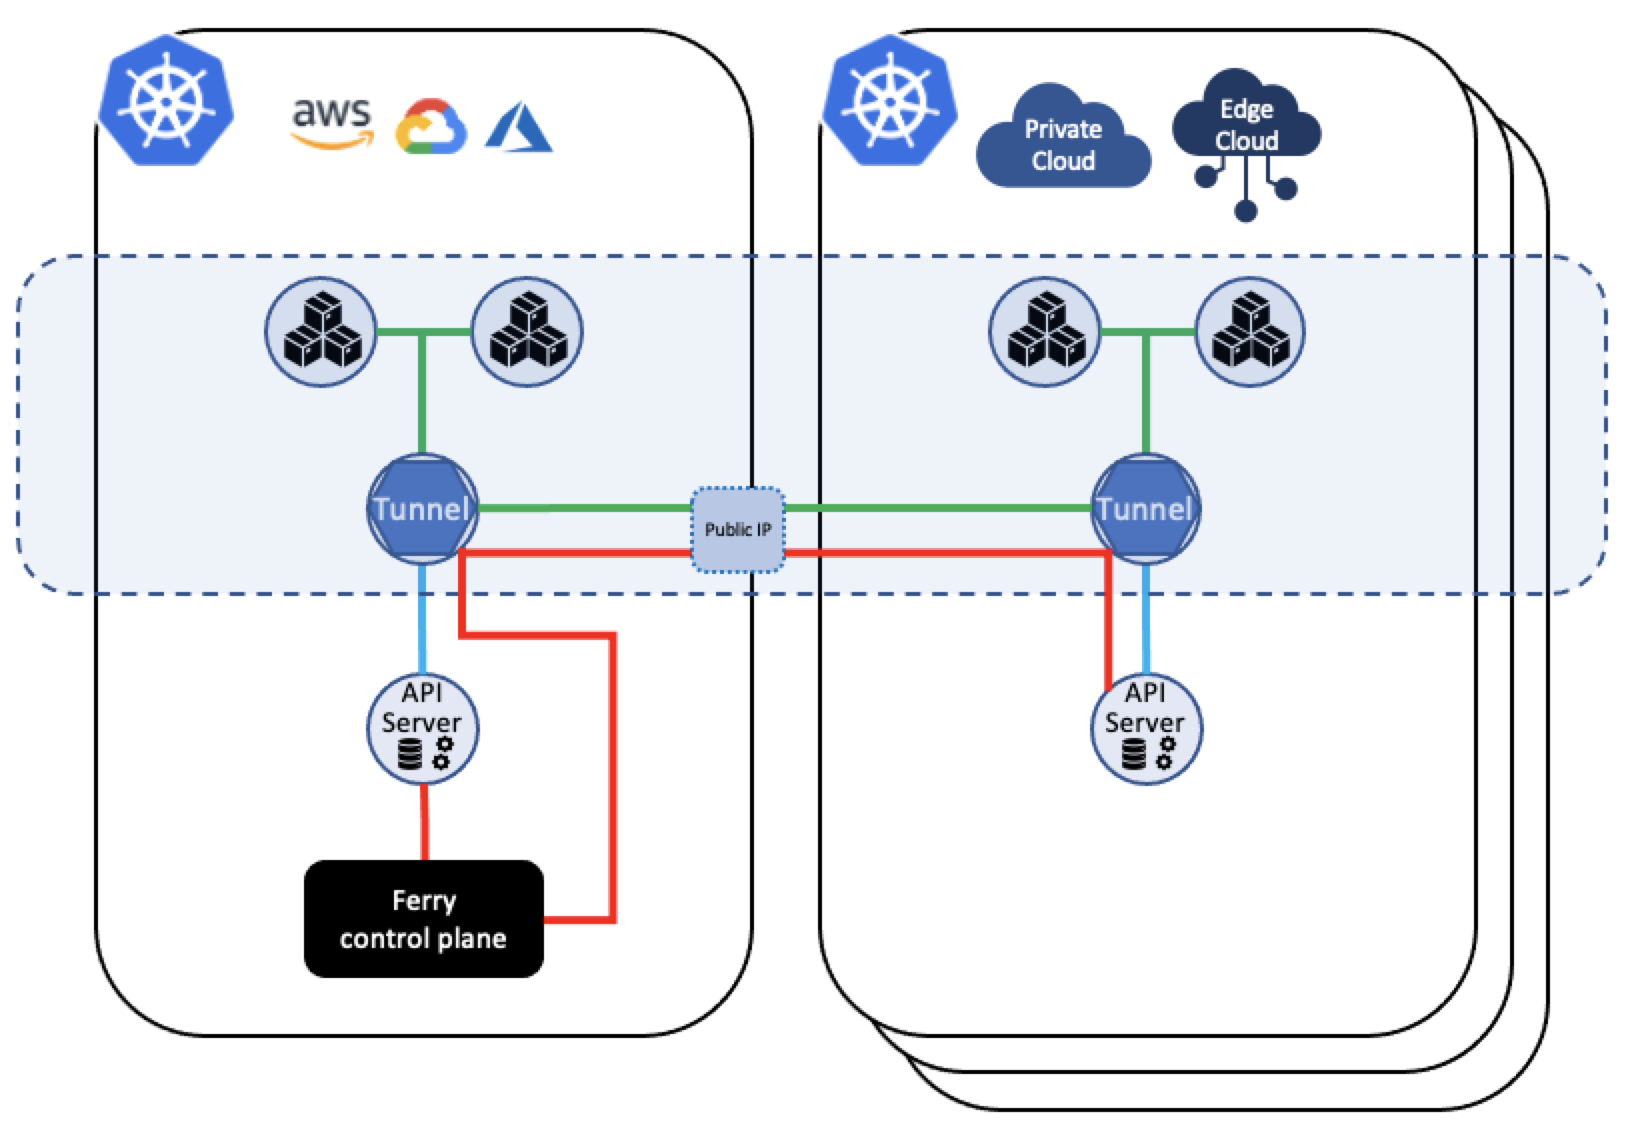 aws
Private
Cloud
Edge
Cloud
Tunnel
Public IP
Tunnel
API
Server
API
Server
Ferry
control plane